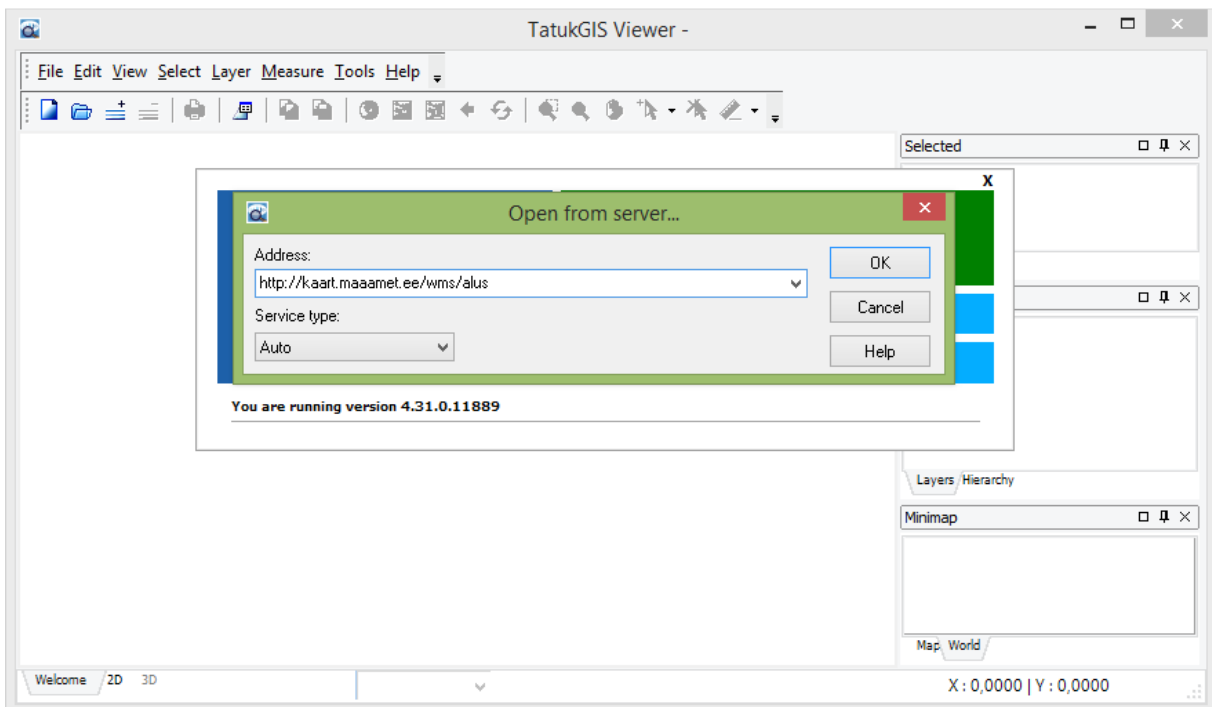 TatukGIS Viewer -
File Edit View Select Layer Measure Tools Help
Selected
X
Open from server...
Address:
http://kaart.maaamet.ee/wms/alus
OK
Service type:
Cancel
Auto
Help
You are running version 4.31.0.11889
Layers Hierarchy
Minimap
Map World
Welcome 2D 3D
X : 0,0000 | Y : 0,0000